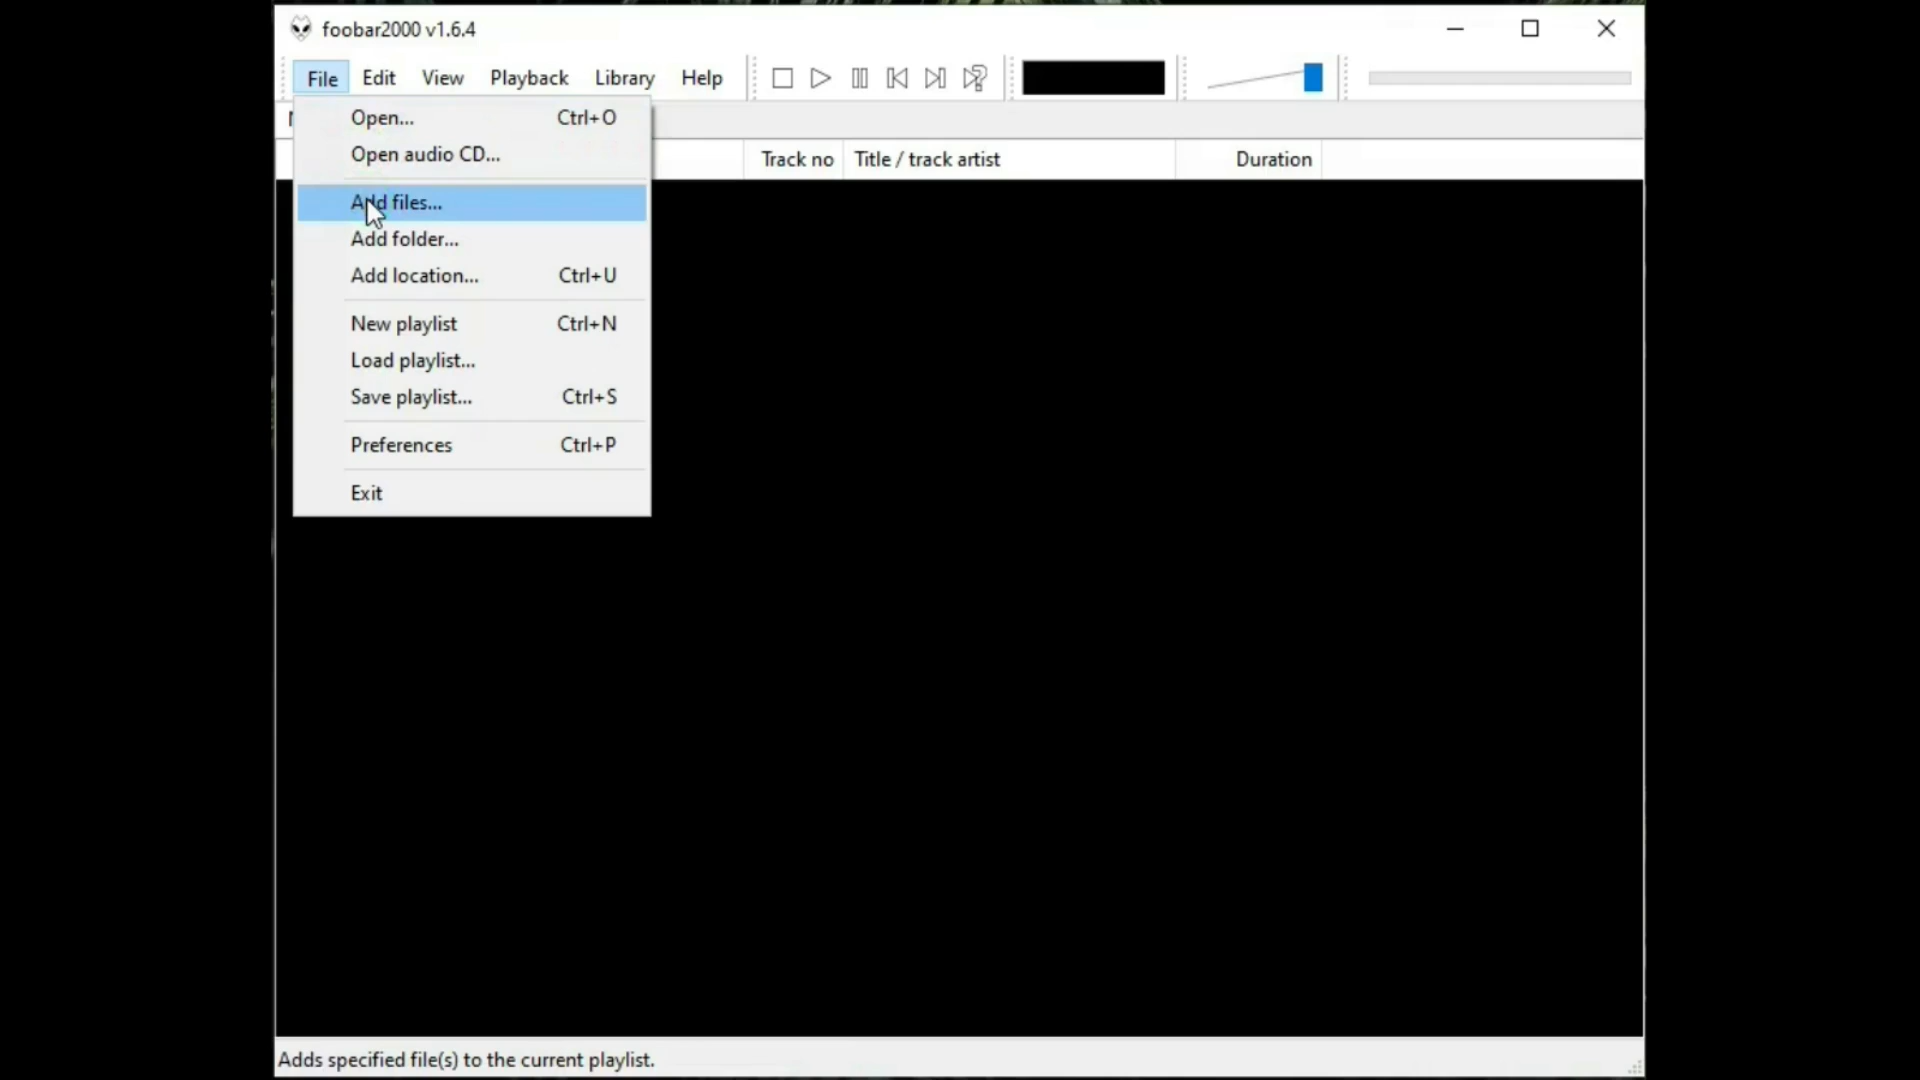 foobar2000 v1.6.4
File Edit View Playback Library Help
Open... Ctrl+O
Open audio CD...
Track no Title / track artist Duration
Add files...
Add folder...
Add location... Ctrl+U
New playlist Ctrl+N
Load playlist...
Save playlist... Ctrl+S
Preferences Ctrl+P
Exit
Adds specified file(s) to the current playlist.